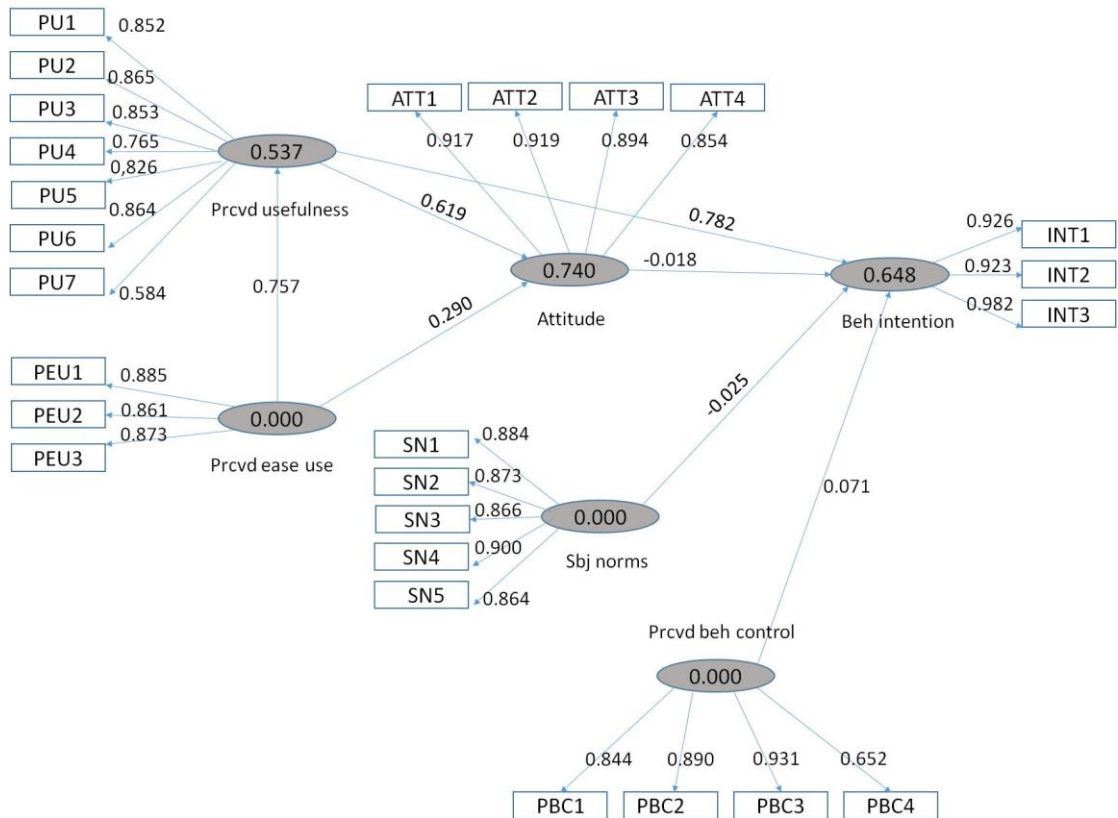 PU1
0.852
PU2
0.865
PU3
0.853
PU4
0.765
PU5
0,826
PU6
0.864
PU7
0.584
0.537
Prcvd usefulness
ATT1
ATT2
ATT3
ATT4
0.917
0.919
0.894
0.854
0.619
0.782
0.740
Attitude
-0.018
0.648
Beh intention
0.926
INT1
0.923
INT2
0.982
INT3
0.757
0.290
PEU1
0.885
PEU2
0.861
PEU3
0.873
0.000
Prcvd ease use
-0.025
0.071
SN1
0.884
SN2
0.873
SN3
0.866
SN4
0.900
SN5
0.864
0.000
Sbj norms
Prcvd beh control
0.000
0.844
0.890
0.931
0.652
PBC1
PBC2
PBC3
PBC4